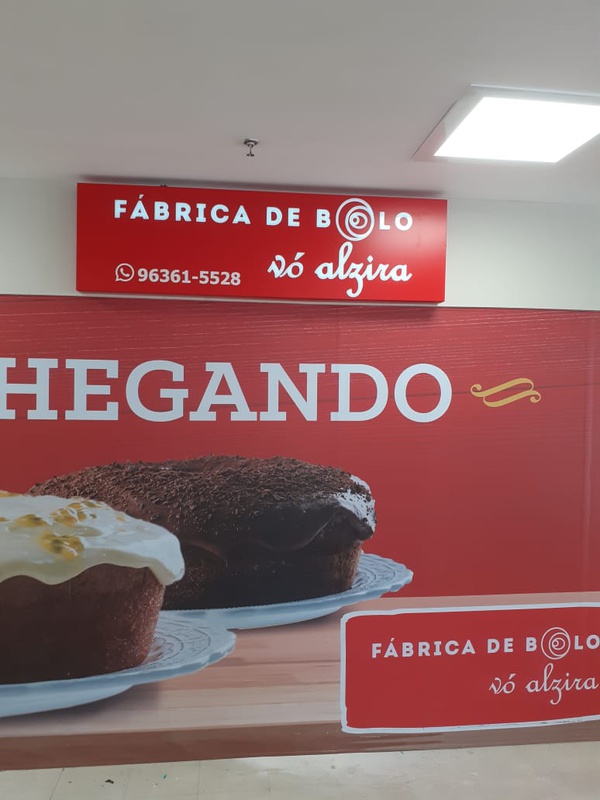 FÁBRICA DE BOLO
96361-5528 vó alzira
HEGANDO
FÁBRICA DE BOLO
vó alzira